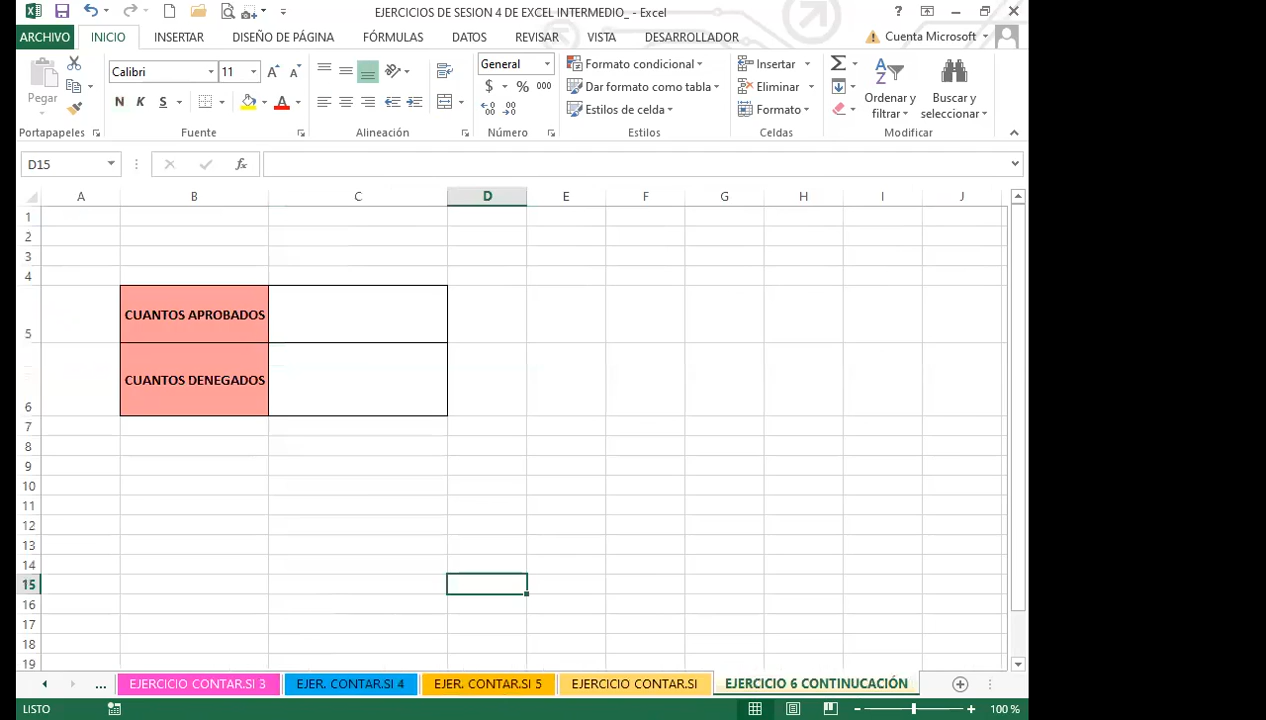 EJERCICIOS DE SESION 4 DE EXCEL INTERMEDIO_ - Excel
ARCHIVO INICIO INSERTAR DISEÑO DE PÁGINA FÓRMULAS DATOS REVISAR VISTA DESARROLLADOR Cuenta Microsoft
Pegar
Calibri 11
N K S
General
$ % 000
Formato condicional
Dar formato como tabla
Estilos de celda
Insertar
Eliminar
Formato
Ordenar y filtrar
Buscar y seleccionar
Portapapeles Fuente Alineación Número Estilos Celdas Modificar
D15
A B C D E F G H I J
1
2
3
4
5 CUANTOS APROBADOS
6 CUANTOS DENEGADOS
7
8
9
10
11
12
13
14
15
16
17
18
19
... EJERCICIO CONTAR.SI 3 EJER. CONTAR.SI 4 EJER. CONTAR.SI 5 EJERCICIO CONTAR.SI EJERCICIO 6 CONTINUCACIÓN
LISTO 100 %